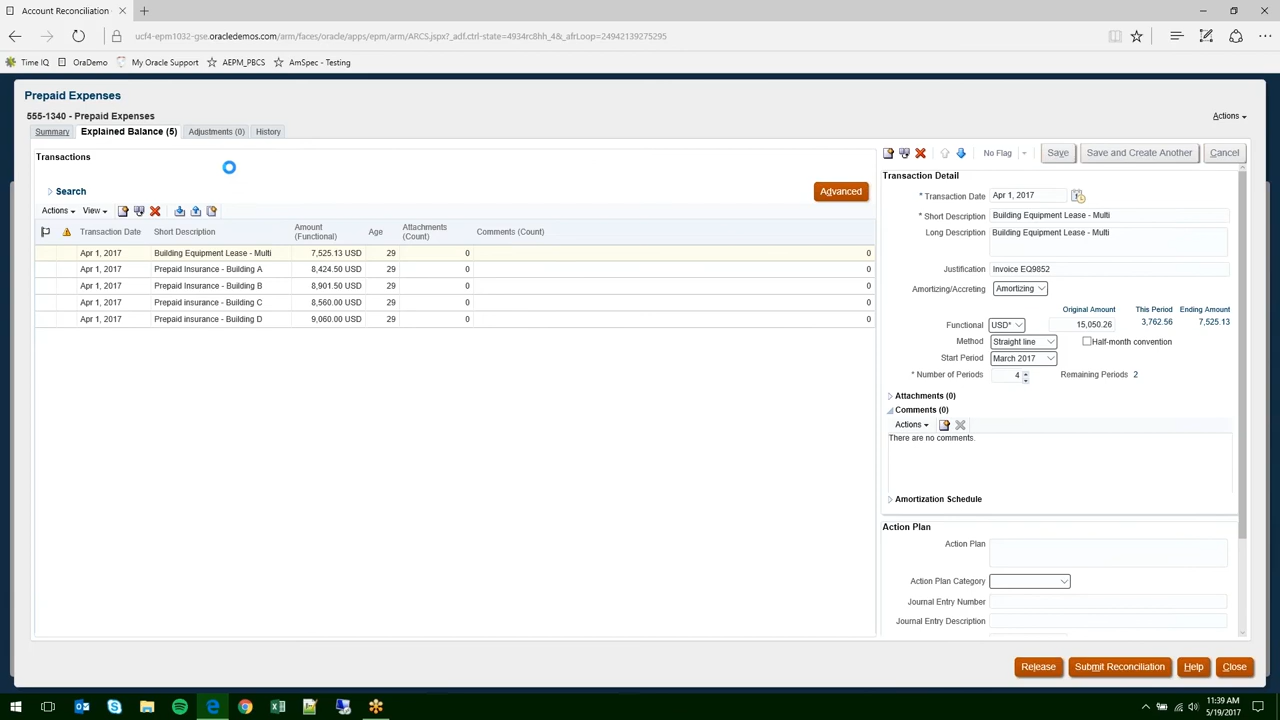 Account Reconciliation
ucf4-epm1032-gse.oracledemos.com/arm/faces/oracle/apps/epm/arm/ARCS.jspx?_adf.ctrl-state=4934rc8hh_4&_afrLoop=24942139275295
Time IQ OraDemo My Oracle Support AEPM_PBCS AmSpec - Testing
Prepaid Expenses
555-1340 - Prepaid Expenses
Actions
Summary Explained Balance (5) Adjustments (0) History
Transactions
No Flag Save Save and Create Another Cancel
Search
Advanced
Actions View
Transaction Date Short Description Amount (Functional) Age Attachments (Count) Comments (Count)
Apr 1, 2017 Building Equipment Lease - Multi 7,525.13 USD 29 0 0
Apr 1, 2017 Prepaid Insurance - Building A 8,424.50 USD 29 0 0
Apr 1, 2017 Prepaid insurance - Building B 8,901.50 USD 29 0 0
Apr 1, 2017 Prepaid insurance - Building C 8,560.00 USD 29 0 0
Apr 1, 2017 Prepaid insurance - Building D 9,060.00 USD 29 0 0
Transaction Detail
* Transaction Date Apr 1, 2017
* Short Description Building Equipment Lease - Multi
Long Description Building Equipment Lease - Multi
Justification Invoice EQ9852
Amortizing/Accreting Amortizing
Original Amount This Period Ending Amount
Functional USD* 15,050.26 3,762.56 7,525.13
Method Straight line Half-month convention
Start Period March 2017
* Number of Periods 4 Remaining Periods 2
Attachments (0)
Comments (0)
Actions
There are no comments.
Amortization Schedule
Action Plan
Action Plan
Action Plan Category
Journal Entry Number
Journal Entry Description
Release Submit Reconciliation Help Close
11:39 AM
5/19/2017